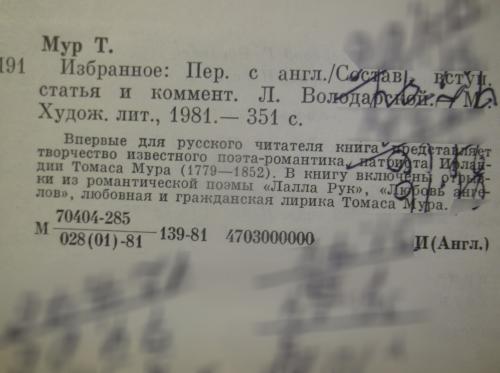 Мур Т.
191 Избранное: Пер. с англ./Состав., вступ.
статья и коммент. Л. Володарской.— М.:
Худож. лит., 1981.— 351 с.
Впервые для русского читателя книга представляет
творчество известного поэта-романтика, патриота Ирлан-
дии Томаса Мура (1779—1852). В книгу включены отрыв-
ки из романтической поэмы «Лалла Рук», «Любовь анге-
лов», любовная и гражданская лирика Томаса Мура.
М 70404-285
028(01)-81 139-81 4703000000 И(Англ.)